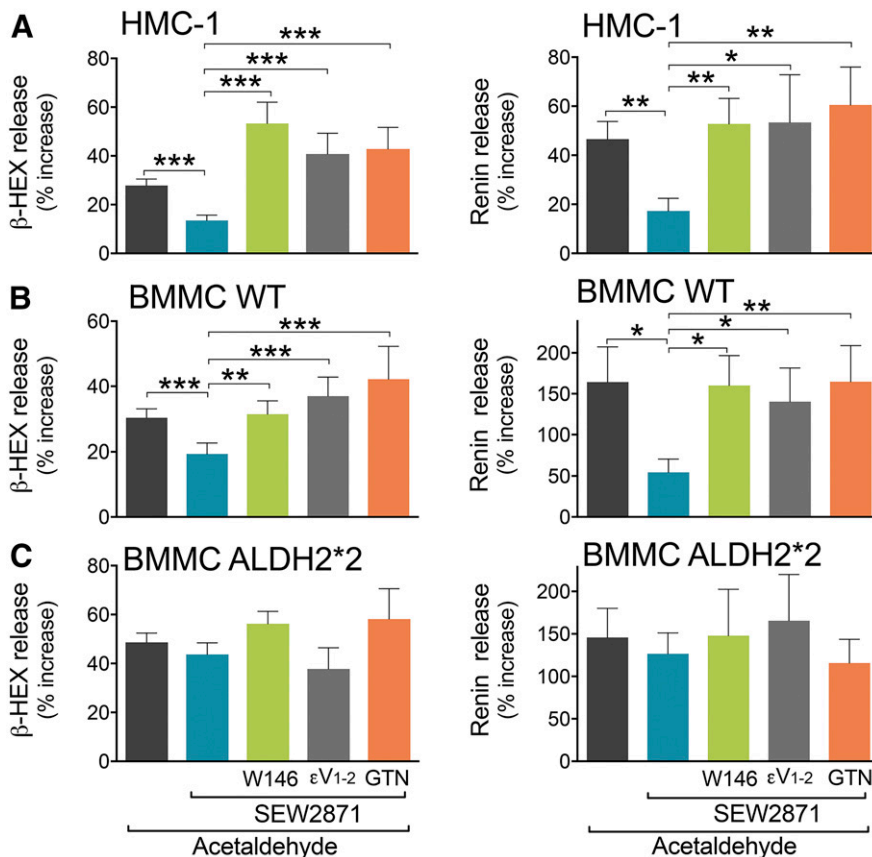 A
HMC-1
β-HEX release
(% increase)
80
60
40
20
0
***
***
***
***
HMC-1
Renin release
(% increase)
80
60
40
20
0
**
**
*
**
B
BMMC WT
β-HEX release
(% increase)
60
40
20
0
***
**
***
***
BMMC WT
Renin release
(% increase)
150
100
50
0
*
*
*
**
C
BMMC ALDH2*2
β-HEX release
(% increase)
80
60
40
20
0
BMMC ALDH2*2
Renin release
(% increase)
200
150
100
50
0
W146 εV1-2 GTN
SEW2871
Acetaldehyde
W146 εV1-2 GTN
SEW2871
Acetaldehyde